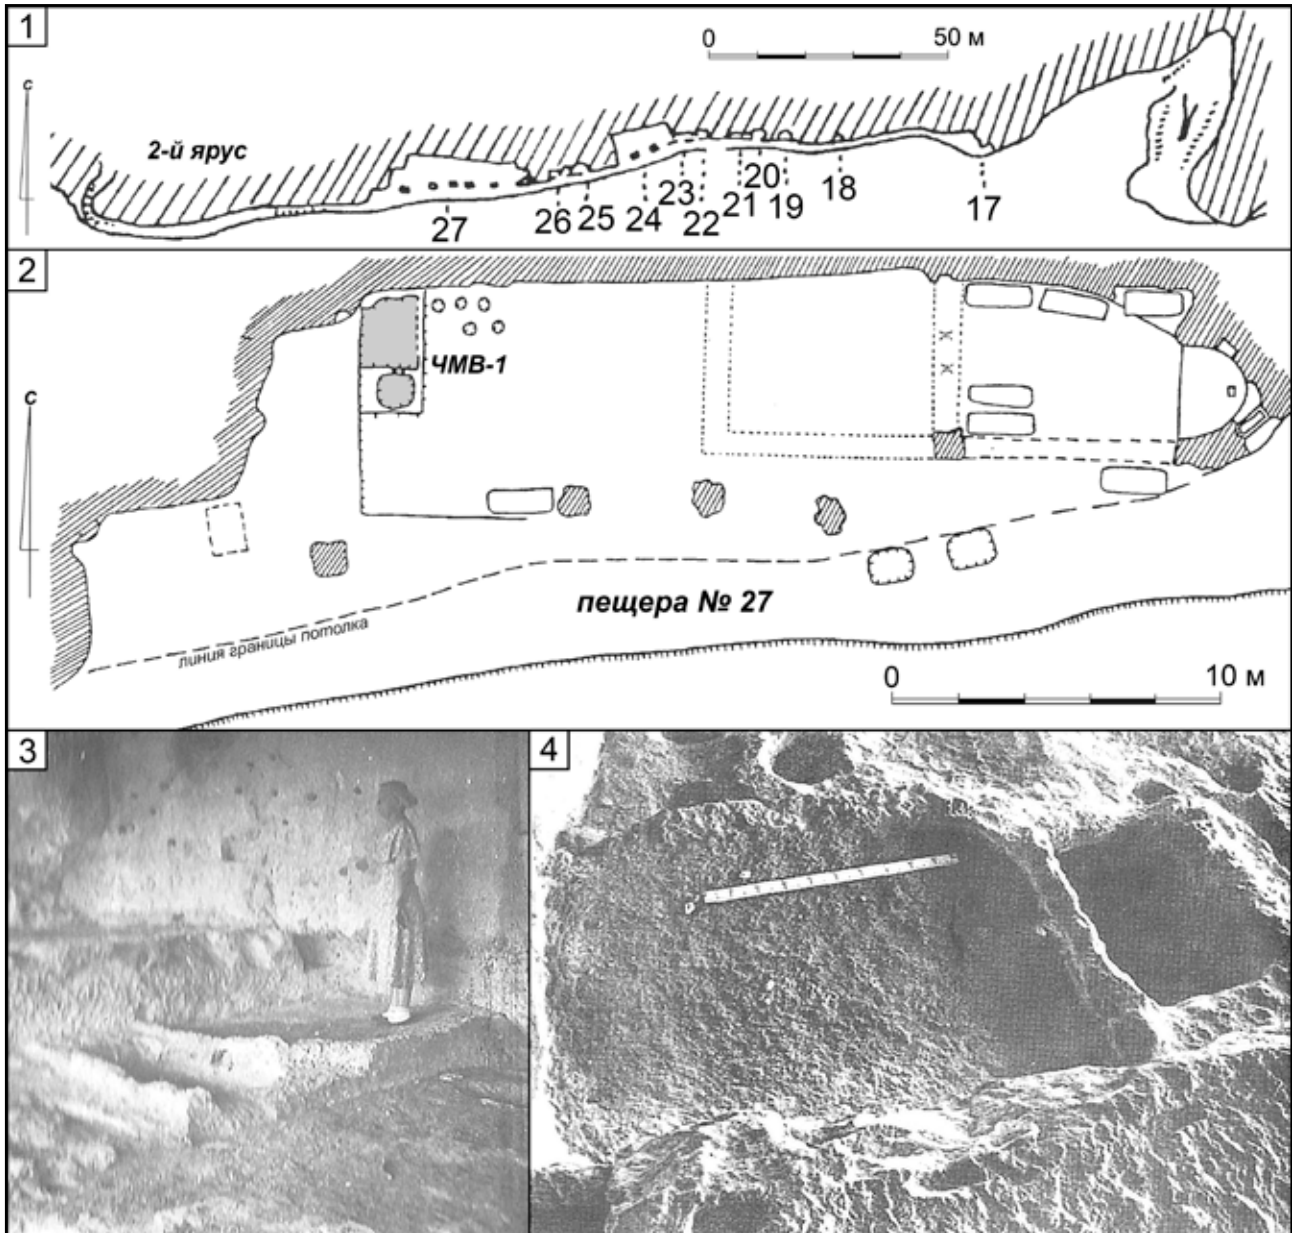 1
0 50 м
с
2-й ярус
27 26 25 24 23 22 21 20 19 18 17
2
ЧМВ-1
с
пещера № 27
линия границы потолка
0 10 м
3
4